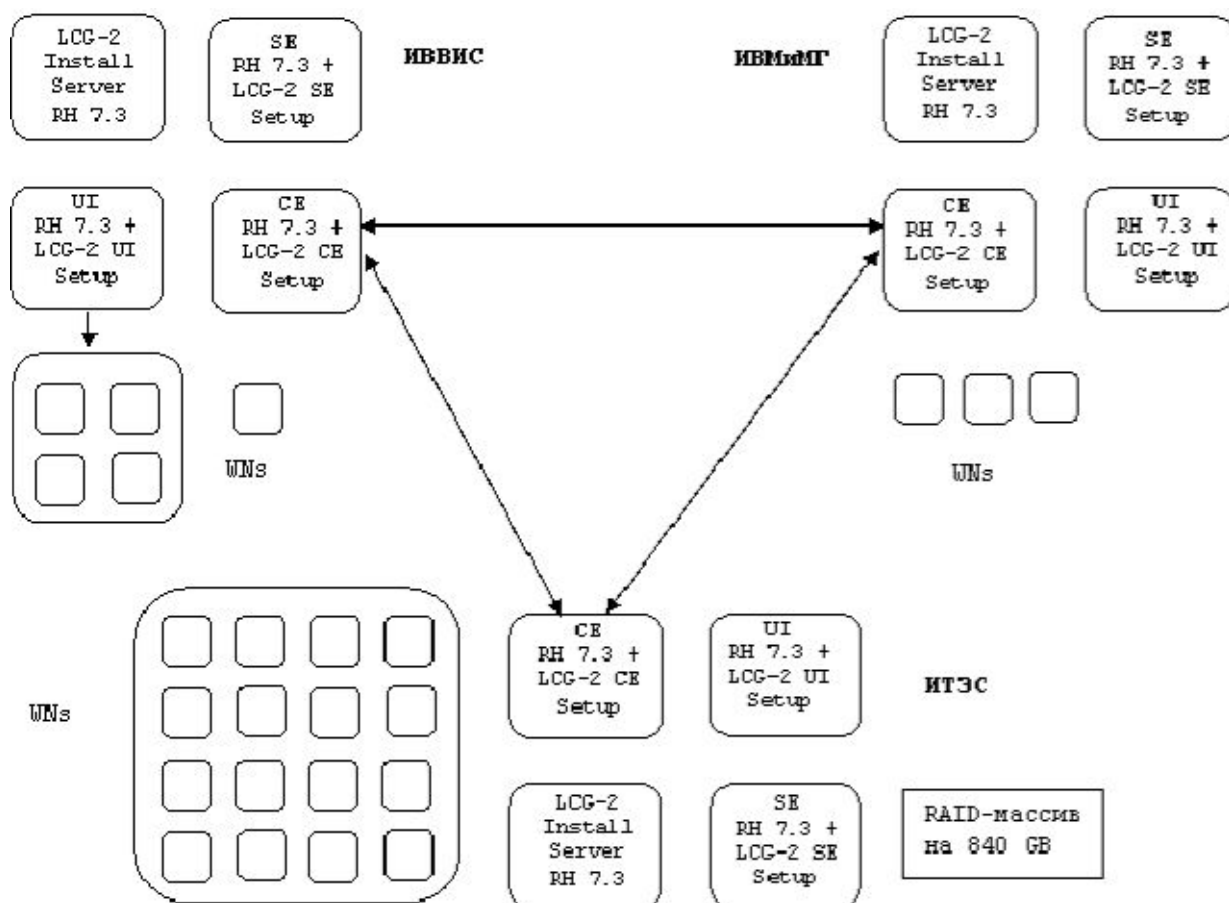 LCG-2
Install
Server
RH 7.3
SE
RH 7.3 +
LCG-2 SE
Setup
ИВВИС
ИВМиМГ
LCG-2
Install
Server
RH 7.3
SE
RH 7.3 +
LCG-2 SE
Setup
UI
RH 7.3 +
LCG-2 UI
Setup
CE
RH 7.3 +
LCG-2 CE
Setup
CE
RH 7.3 +
LCG-2 CE
Setup
UI
RH 7.3 +
LCG-2 UI
Setup
WNs
WNs
WNs
CE
RH 7.3 +
LCG-2 CE
Setup
UI
RH 7.3 +
LCG-2 UI
Setup
ИТЭС
LCG-2
Install
Server
RH 7.3
SE
RH 7.3 +
LCG-2 SE
Setup
RAID-массив
на 840 GB